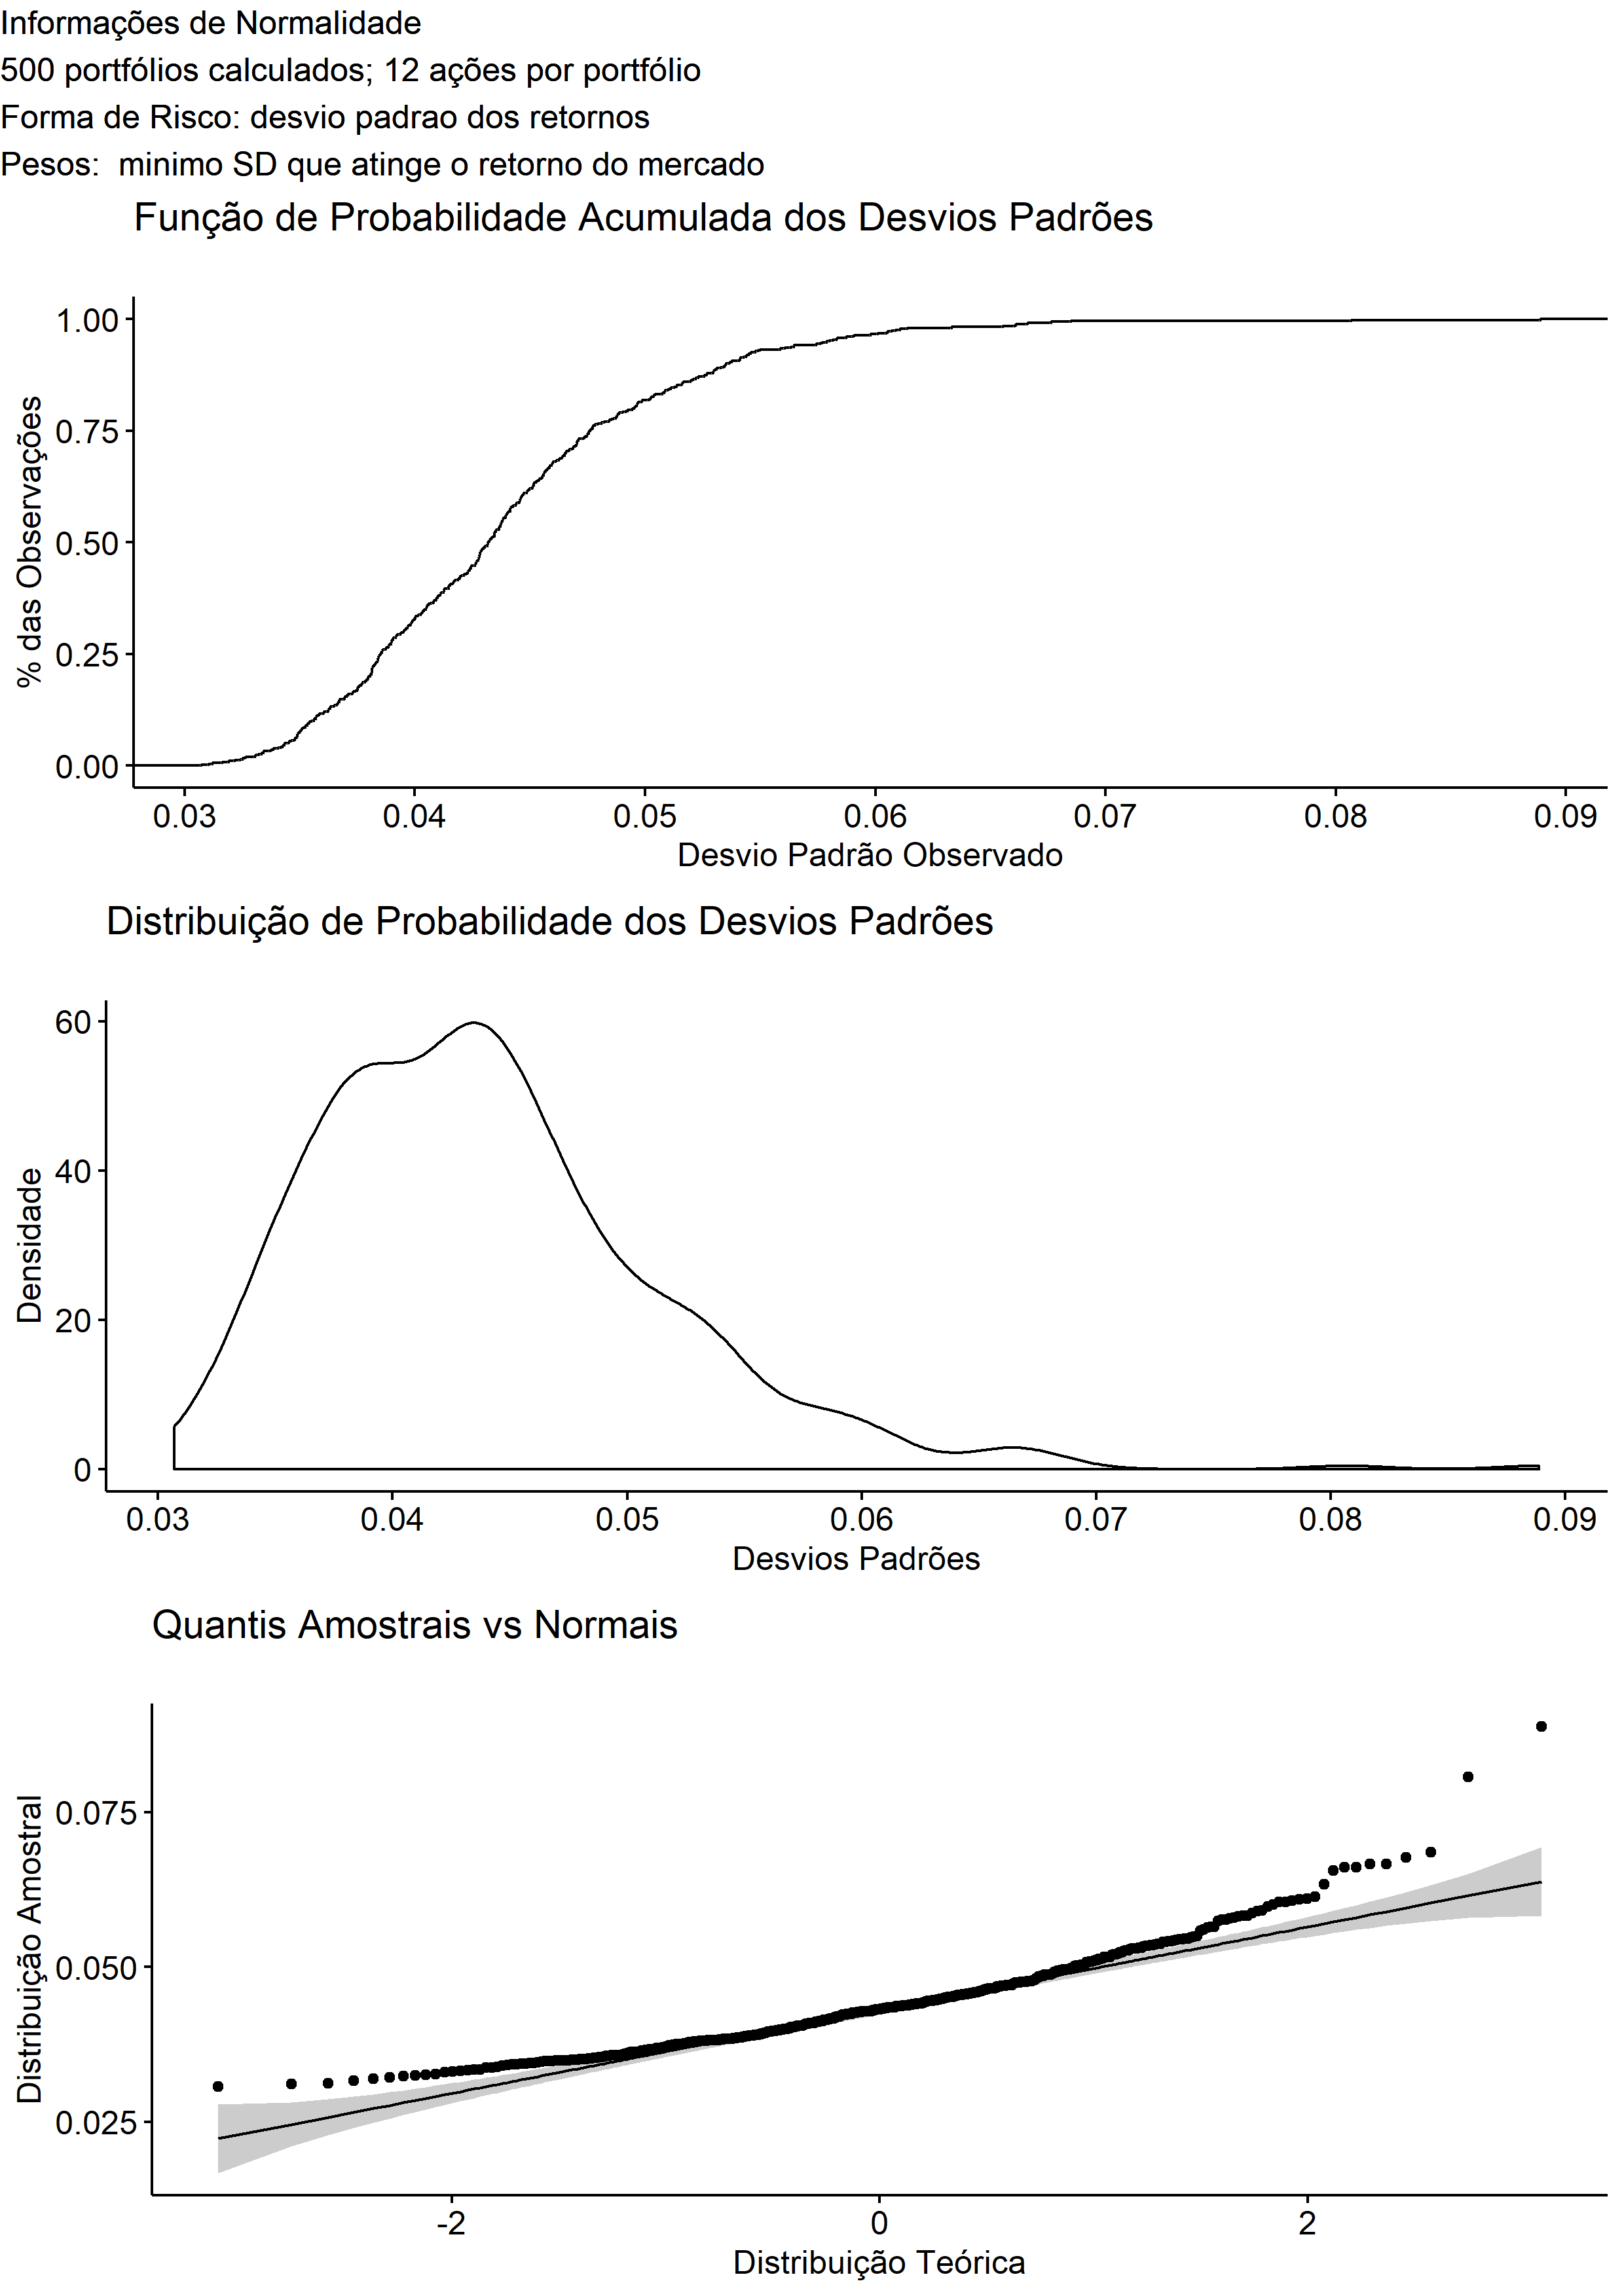 Informações de Normalidade
500 portfólios calculados; 12 ações por portfólio
Forma de Risco: desvio padrao dos retornos
Pesos:  minimo SD que atinge o retorno do mercado
Função de Probabilidade Acumulada dos Desvios Padrões
% das Observações
1.00
0.75
0.50
0.25
0.00
0.03 0.04 0.05 0.06 0.07 0.08 0.09
Desvio Padrão Observado
Distribuição de Probabilidade dos Desvios Padrões
Densidade
60
40
20
0
0.03 0.04 0.05 0.06 0.07 0.08 0.09
Desvios Padrões
Quantis Amostrais vs Normais
Distribuição Amostral
0.075
0.050
0.025
-2 0 2
Distribuição Teórica